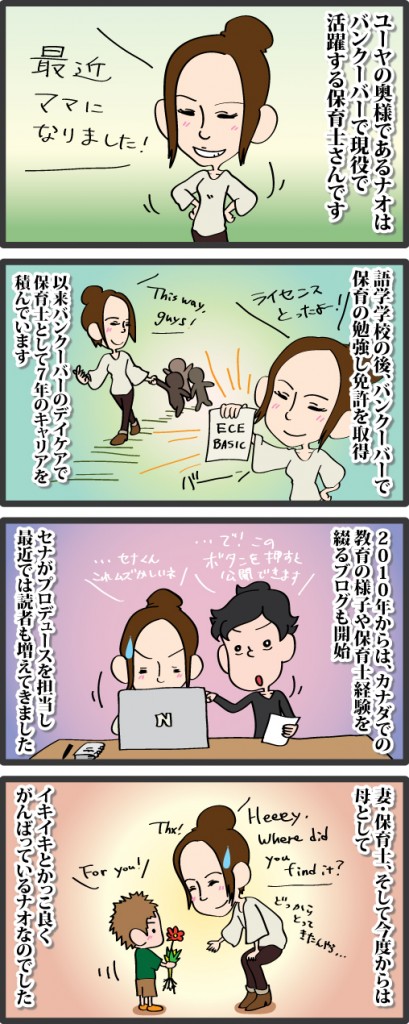 ユーヤの奥様であるナオは
バンクーバーで現役で
活躍する保育士さんです
最近
ママに
なりました!
語学学校の後、バンクーバーで
保育の勉強し免許を取得
ライセンス
とったよ!
This way,
guys!
ECE
BASIC
バーン
以来バンクーバーのデイケアで
保育士として7年のキャリアを
積んでいます
2010年からは、カナダでの
教育の様子や保育士経験を
綴るブログも開始
…で!この
ボタンを押すと
公開できます
…セナくん
これムズかしいネ
N
セナがプロデュースを担当し
最近では読者も増えてきました
妻・保育士、そして今度からは
母として
Heeey.
Where did
you
find it?
Thx!
For you!
どっから
とって
きたんやろ…
イキイキとかっこ良く
がんばっているナオなのでした